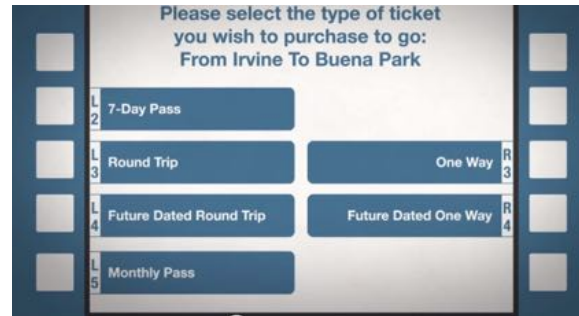 Please select the type of ticket
you wish to purchase to go:
From Irvine To Buena Park
L2 7-Day Pass
L3 Round Trip
One Way R3
L4 Future Dated Round Trip
Future Dated One Way R4
L5 Monthly Pass